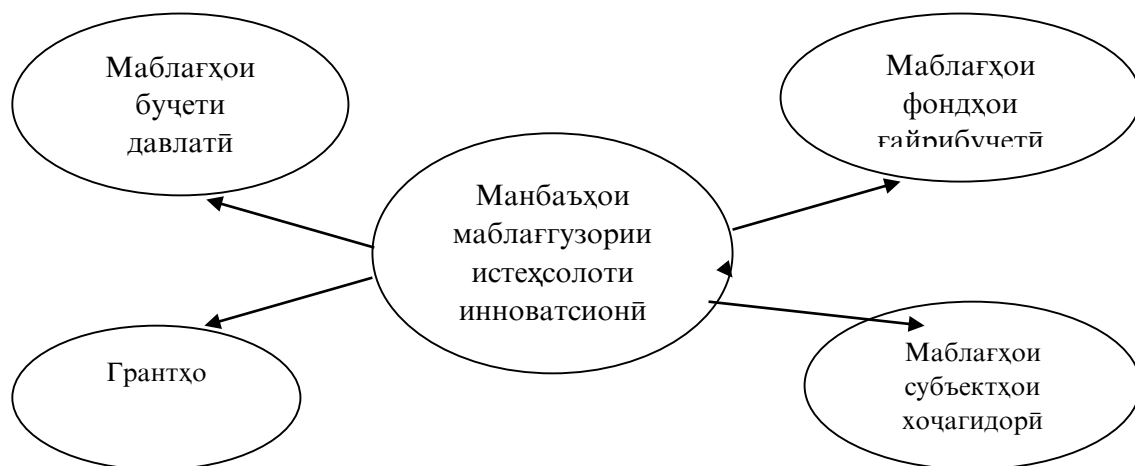 Маблағҳои
буҷети
давлатӣ
Маблағҳои
фондҳои
ғайрибуҷетӣ
Манбаъҳои
маблағгузории
истеҳсолоти
инноватсионӣ
Грантҳо
Маблағҳои
субъектҳои
хоҷагидорӣ